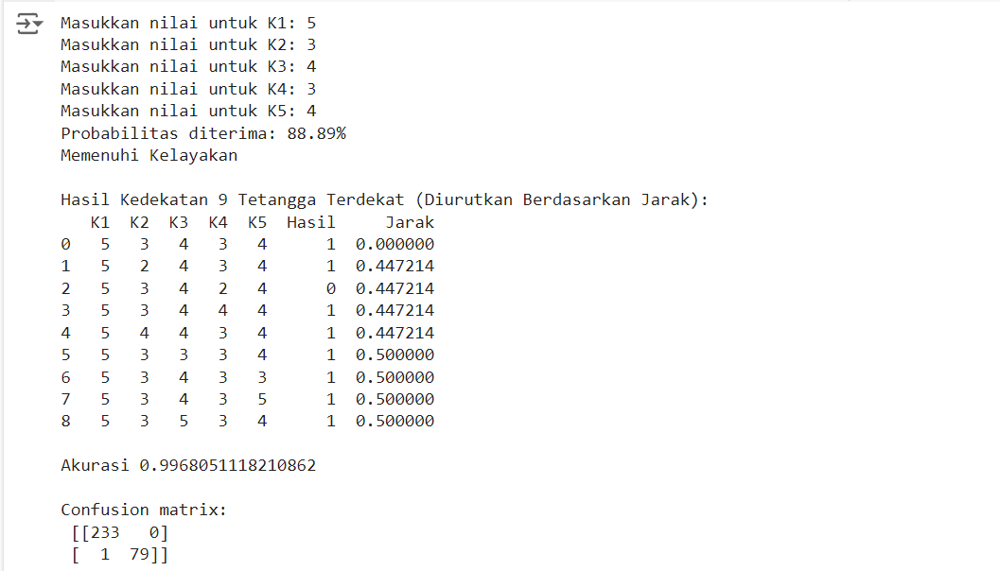 Masukkan nilai untuk K1: 5
Masukkan nilai untuk K2: 3
Masukkan nilai untuk K3: 4
Masukkan nilai untuk K4: 3
Masukkan nilai untuk K5: 4
Probabilitas diterima: 88.89%
Memenuhi Kelayakan

Hasil Kedekatan 9 Tetangga Terdekat (Diurutkan Berdasarkan Jarak):
   K1  K2  K3  K4  K5  Hasil     Jarak
0   5   3   4   3   4      1  0.000000
1   5   2   4   3   4      1  0.447214
2   5   3   4   2   4      0  0.447214
3   5   3   4   4   4      1  0.447214
4   5   4   4   3   4      1  0.447214
5   5   3   3   3   4      1  0.500000
6   5   3   4   3   3      1  0.500000
7   5   3   4   3   5      1  0.500000
8   5   3   5   3   4      1  0.500000

Akurasi 0.9968051118210862

Confusion matrix:
 [[233   0]
 [  1  79]]